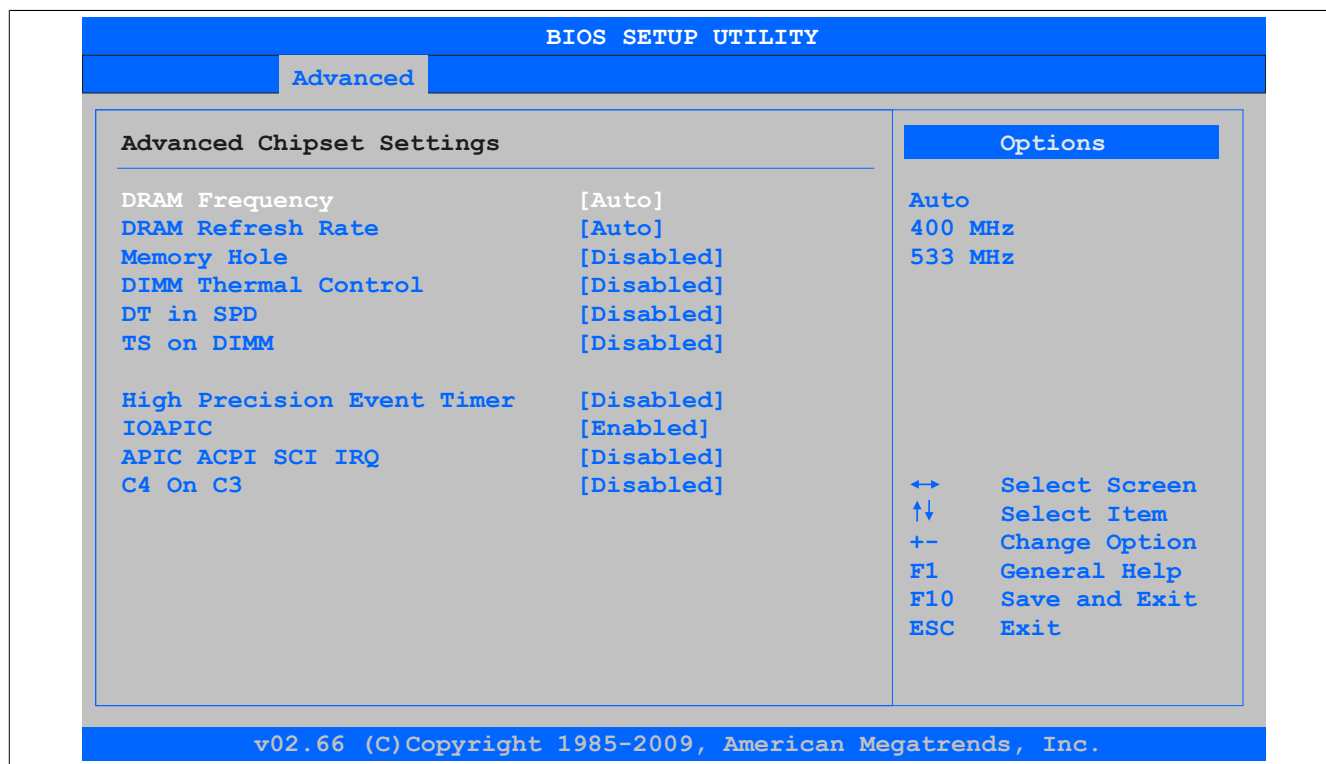 BIOS SETUP UTILITY
Advanced
Advanced Chipset Settings
DRAM Frequency [Auto]
DRAM Refresh Rate [Auto]
Memory Hole [Disabled]
DIMM Thermal Control [Disabled]
DT in SPD [Disabled]
TS on DIMM [Disabled]
High Precision Event Timer [Disabled]
IOAPIC [Enabled]
APIC ACPI SCI IRQ [Disabled]
C4 On C3 [Disabled]
Options
Auto
400 MHz
533 MHz
↔ Select Screen
↑↓ Select Item
+- Change Option
F1 General Help
F10 Save and Exit
ESC Exit
v02.66 (C)Copyright 1985-2009, American Megatrends, Inc.